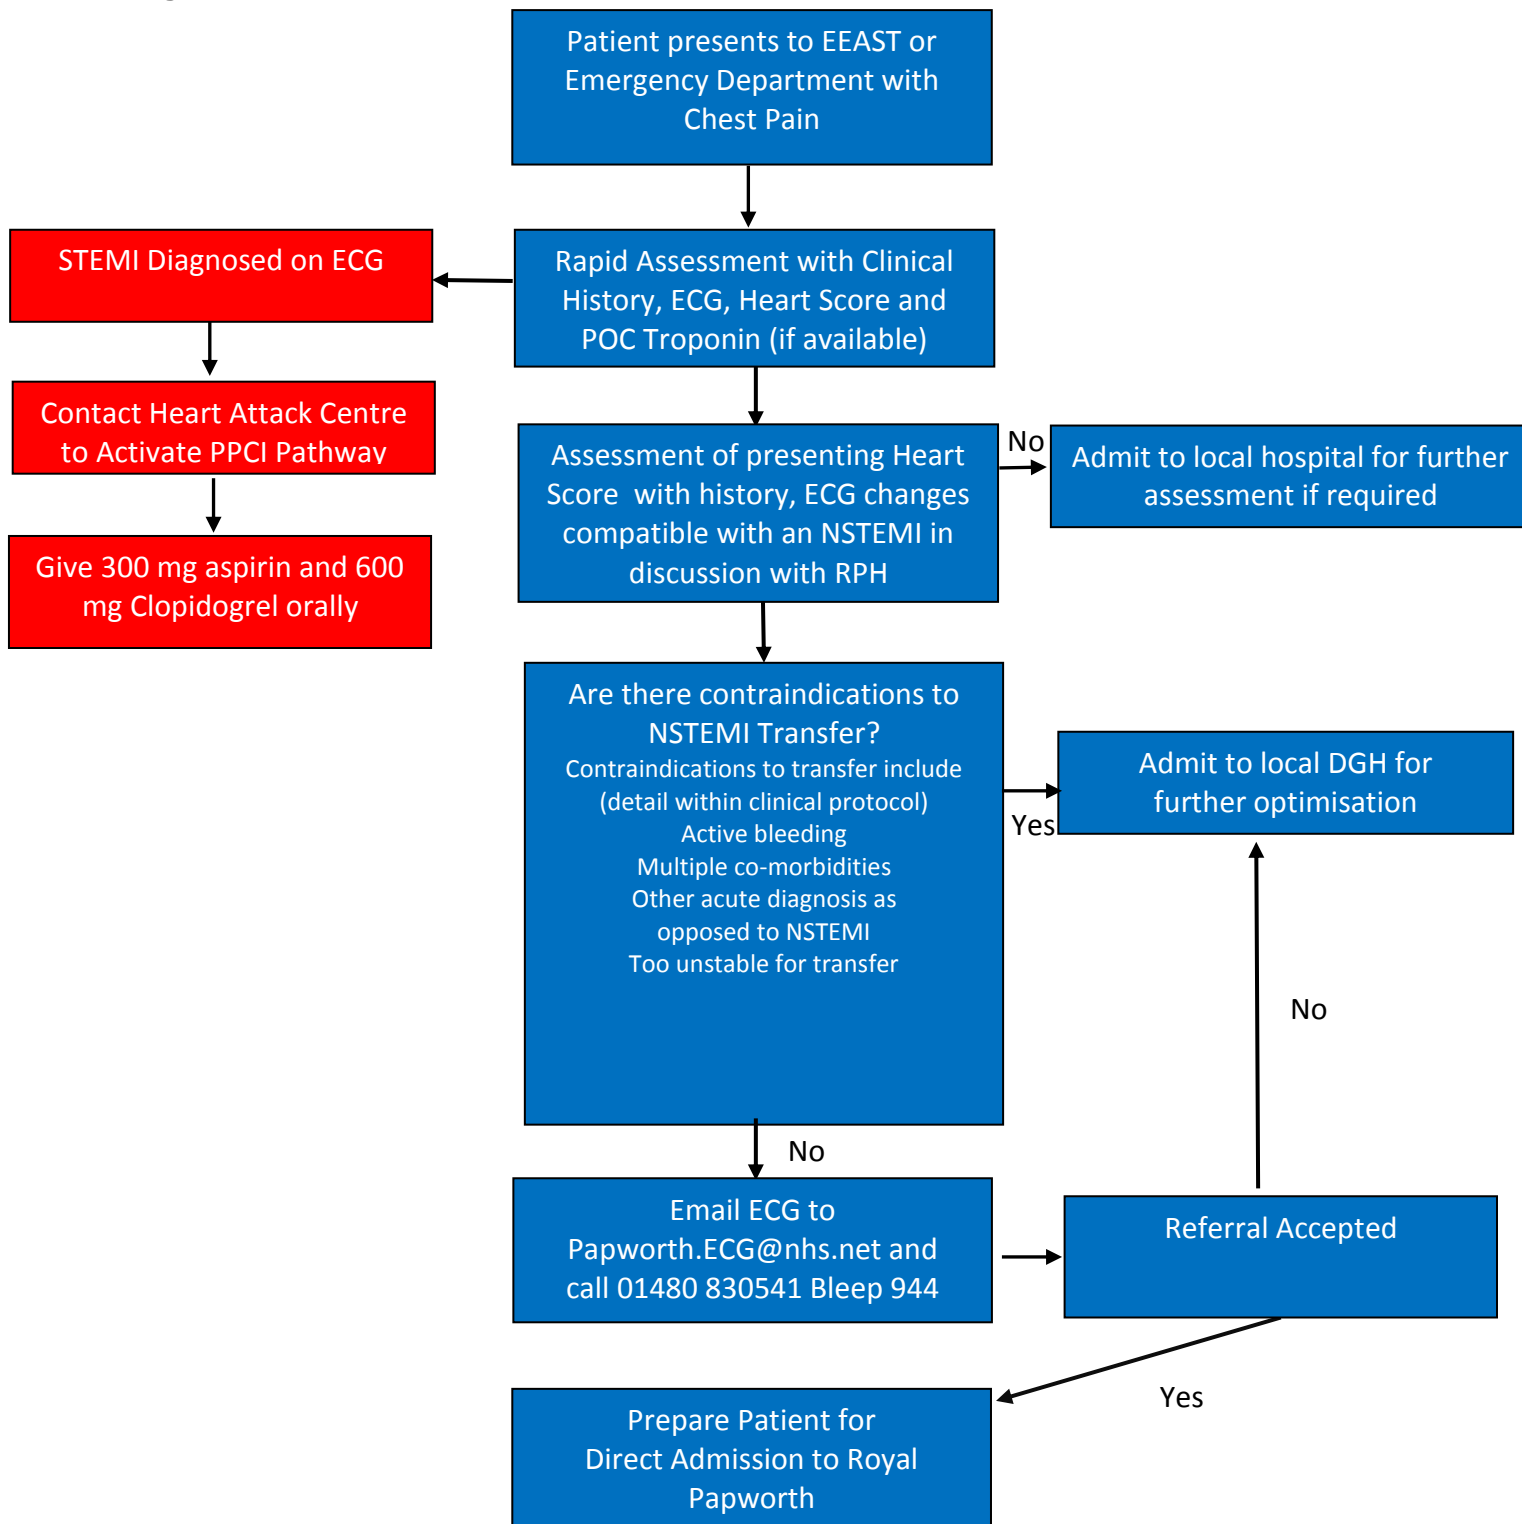 Patient presents to EEAST or
Emergency Department with
Chest Pain
STEMI Diagnosed on ECG
Rapid Assessment with Clinical
History, ECG, Heart Score and
POC Troponin (if available)
Contact Heart Attack Centre
to Activate PPCI Pathway
Assessment of presenting Heart
Score with history, ECG changes
compatible with an NSTEMI in
discussion with RPH
No
Admit to local hospital for further
assessment if required
Give 300 mg aspirin and 600
mg Clopidogrel orally
Are there contraindications to
NSTEMI Transfer?
Contraindications to transfer include
(detail within clinical protocol)
Active bleeding
Multiple co-morbidities
Other acute diagnosis as
opposed to NSTEMI
Too unstable for transfer
Yes
Admit to local DGH for
further optimisation
No
No
Email ECG to
Papworth.ECG@nhs.net and
call 01480 830541 Bleep 944
Referral Accepted
Yes
Prepare Patient for
Direct Admission to Royal
Papworth